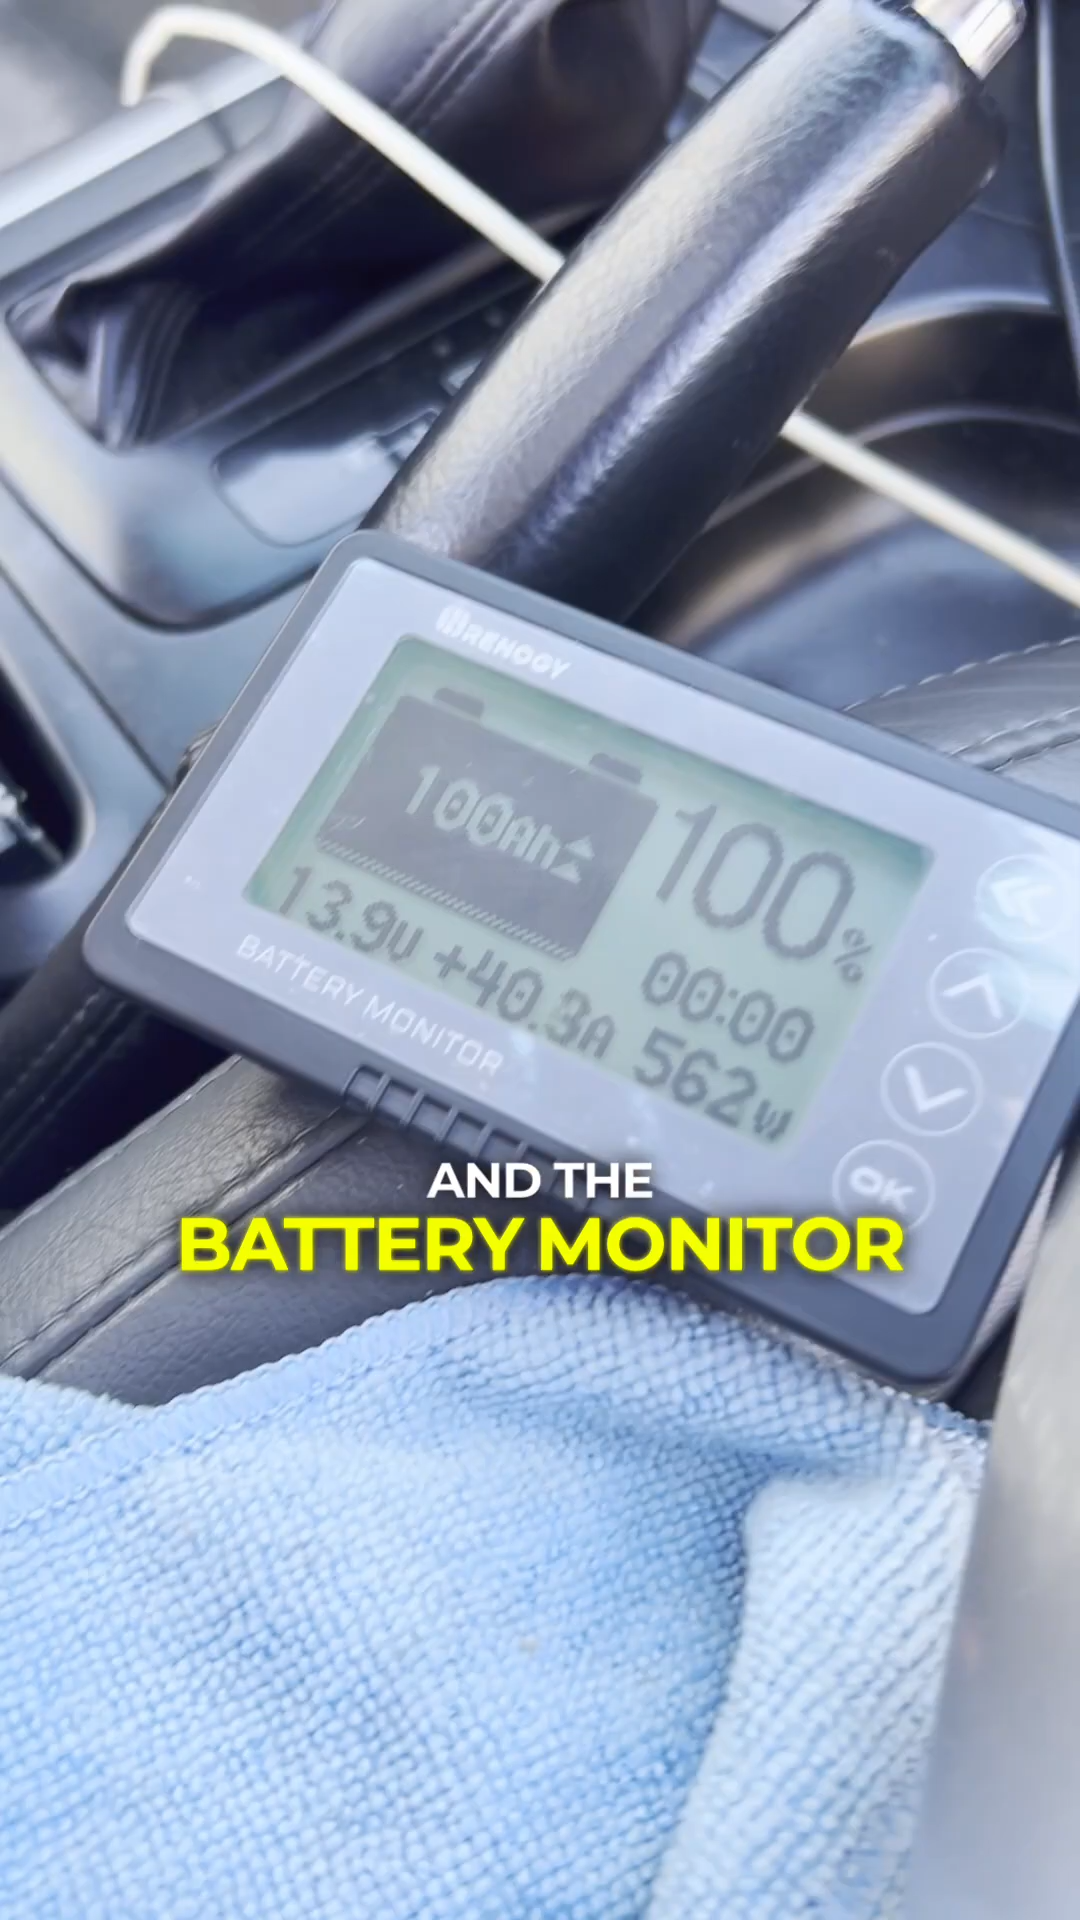 RENOGY
100Ah
100%
00:00
13.9V +40.3A 562W
BATTERY MONITOR
OK
AND THE
BATTERY MONITOR